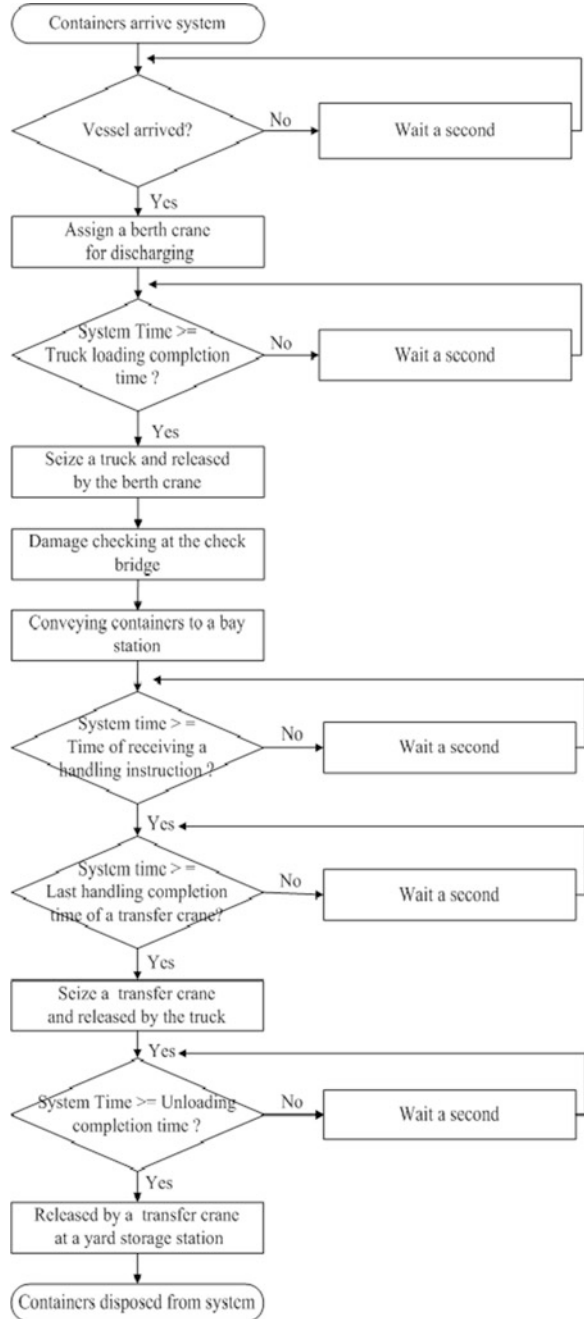 Containers arrive system
Vessel arrived?
No
Wait a second
Yes
Assign a berth crane
for discharging
System Time >=
Truck loading completion
time ?
No
Wait a second
Yes
Seize a truck and released
by the berth crane
Damage checking at the check
bridge
Conveying containers to a bay
station
System time > =
Time of receiving a
handling instruction ?
No
Wait a second
Yes
System time > =
Last handling completion
time of a transfer crane?
No
Wait a second
Yes
Seize a transfer crane
and released by the truck
Yes
System Time >= Unloading
completion time ?
No
Wait a second
Yes
Released by a transfer crane
at a yard storage station
Containers disposed from system